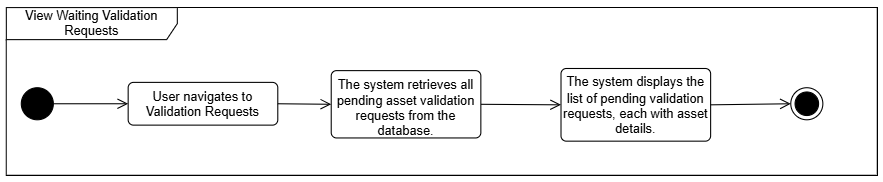 View Waiting Validation
Requests
User navigates to
Validation Requests
The system retrieves all
pending asset validation
requests from the
database.
The system displays the
list of pending validation
requests, each with asset
details.